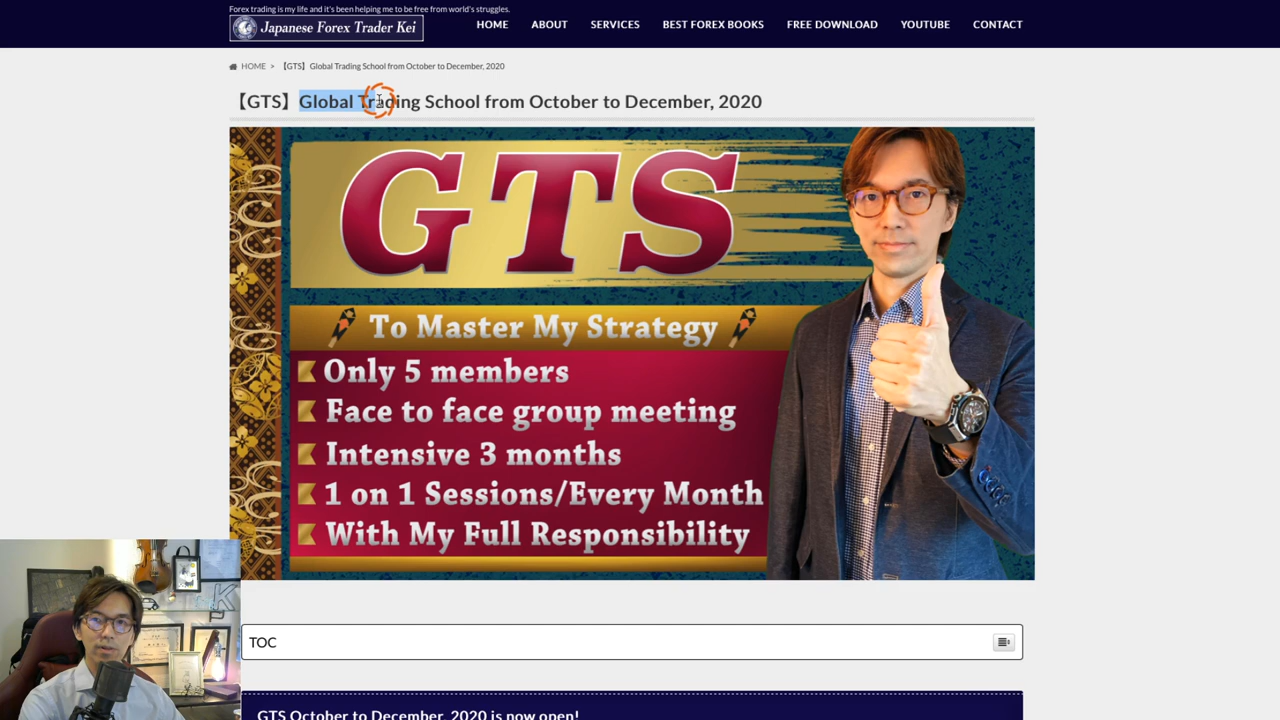 Forex trading is my life and it's been helping me to be free from world's struggles.
Japanese Forex Trader Kei
HOME ABOUT SERVICES BEST FOREX BOOKS FREE DOWNLOAD YOUTUBE CONTACT
HOME > 【GTS】Global Trading School from October to December, 2020
【GTS】Global Trading School from October to December, 2020
GTS
To Master My Strategy
Only 5 members
Face to face group meeting
Intensive 3 months
1 on 1 Sessions/Every Month
With My Full Responsibility
TOC
GTS October to December, 2020 is now open!